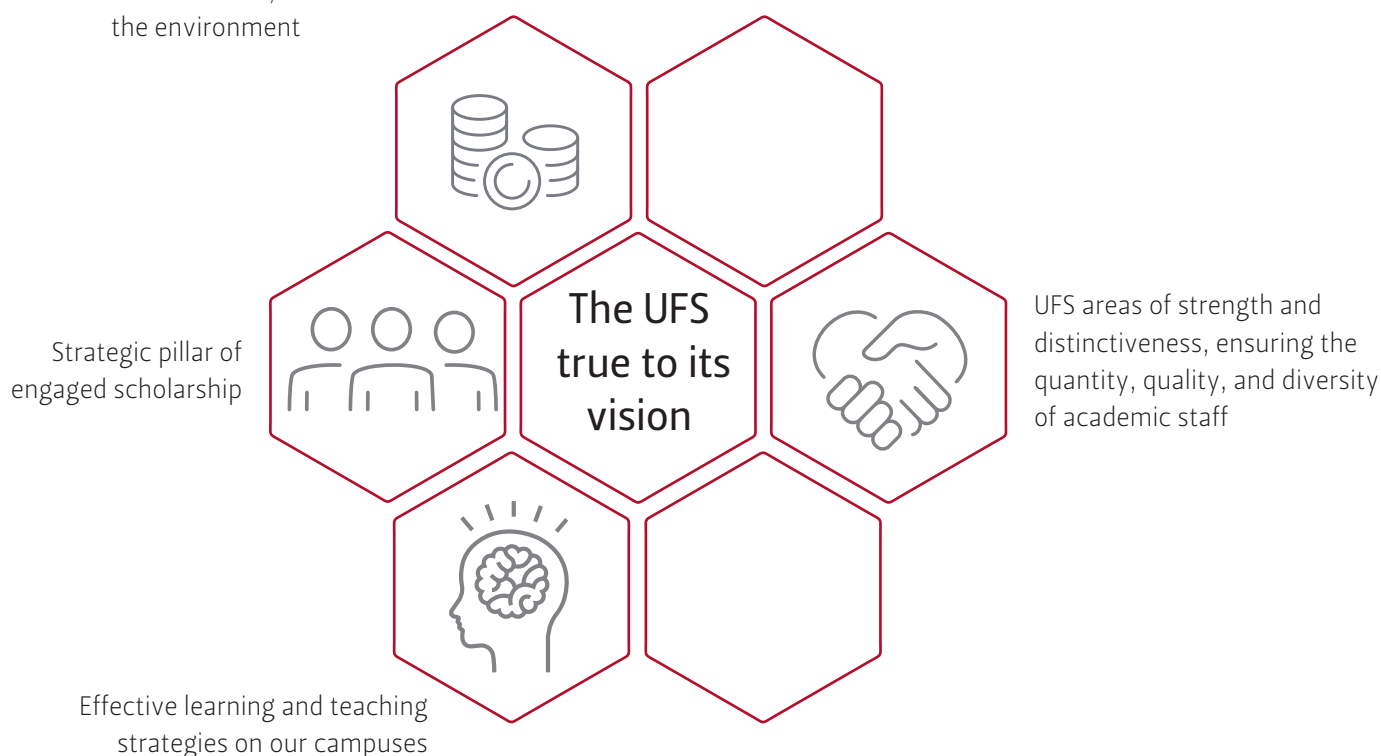 the environment
The UFS
true to its
vision
Strategic pillar of
engaged scholarship
UFS areas of strength and
distinctiveness, ensuring the
quantity, quality, and diversity
of academic staff
Effective learning and teaching
strategies on our campuses